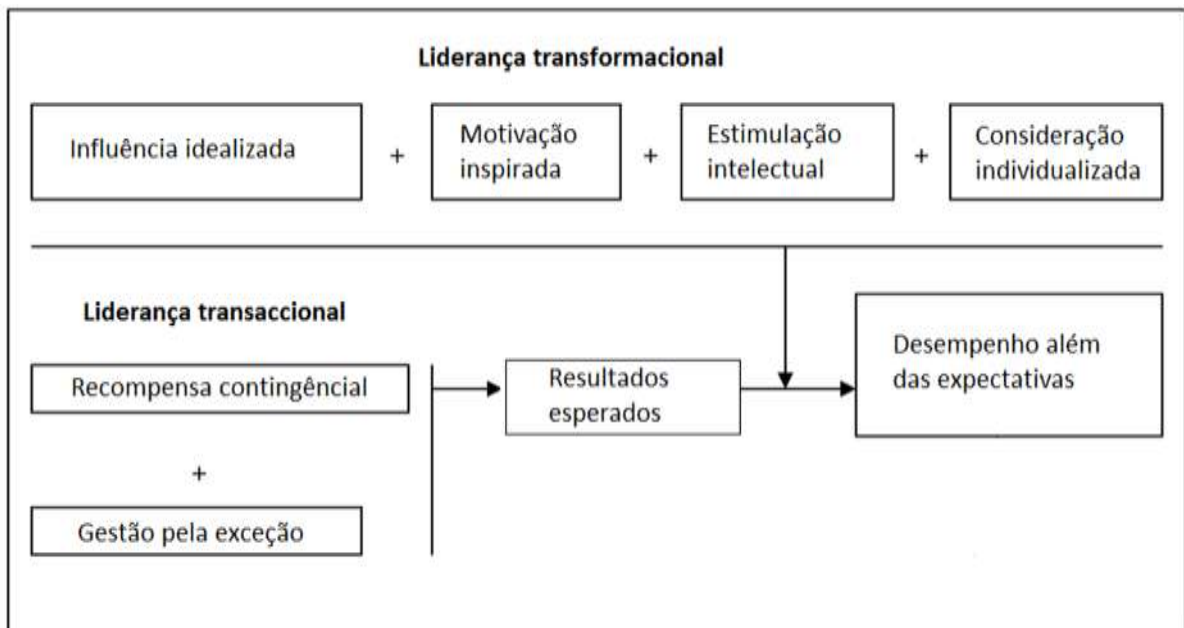 Liderança transformacional
Influência idealizada
+
Motivação
inspirada
+
Estimulação
intelectual
+
Consideração
individualizada
Liderança transaccional
Recompensa contingêncial
+
Gestão pela exceção
Resultados
esperados
Desempenho além
das expectativas